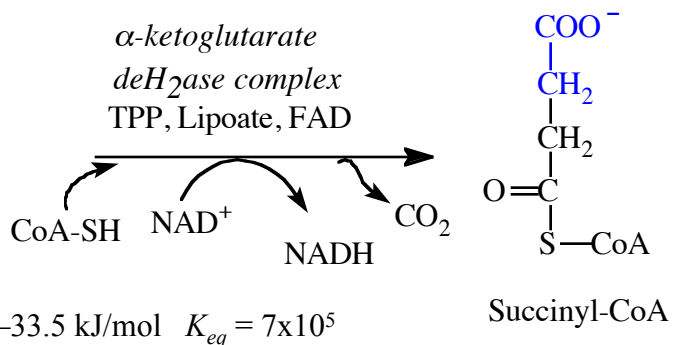 α-ketoglutarate
deH2ase complex
TPP, Lipoate, FAD
CoA-SH
NAD+
NADH
CO2
COO−
CH2
CH2
O=C
S—CoA
Succinyl-CoA
–33.5 kJ/mol Keq = 7x10⁵